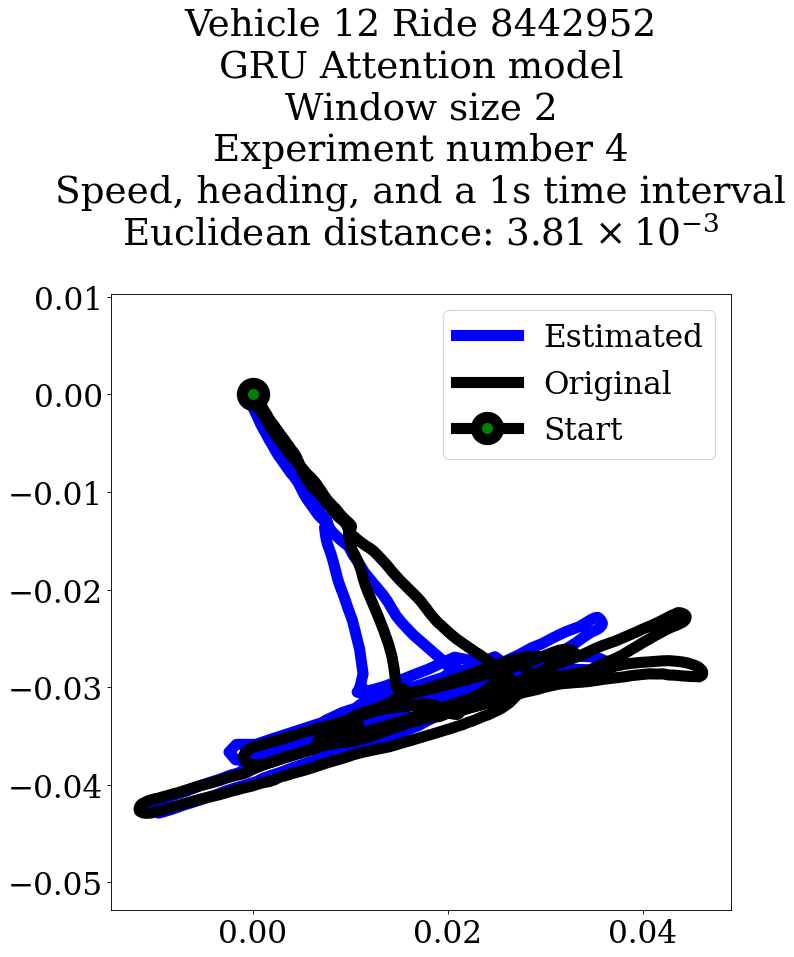 Vehicle 12 Ride 8442952
GRU Attention model
Window size 2
Experiment number 4
Speed, heading, and a 1s time interval
Euclidean distance: 3.81 × 10⁻³
Estimated
Original
Start
0.01
0.00
−0.01
−0.02
−0.03
−0.04
−0.05
0.00 0.02 0.04